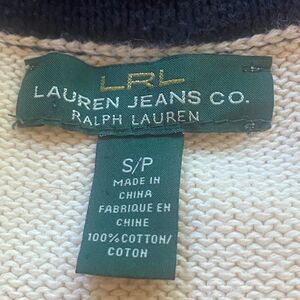 LRL
LAUREN JEANS CO.
RALPH LAUREN
S/P
MADE IN
CHINA
FABRIQUE EN
CHINE
100% COTTON/
COTON